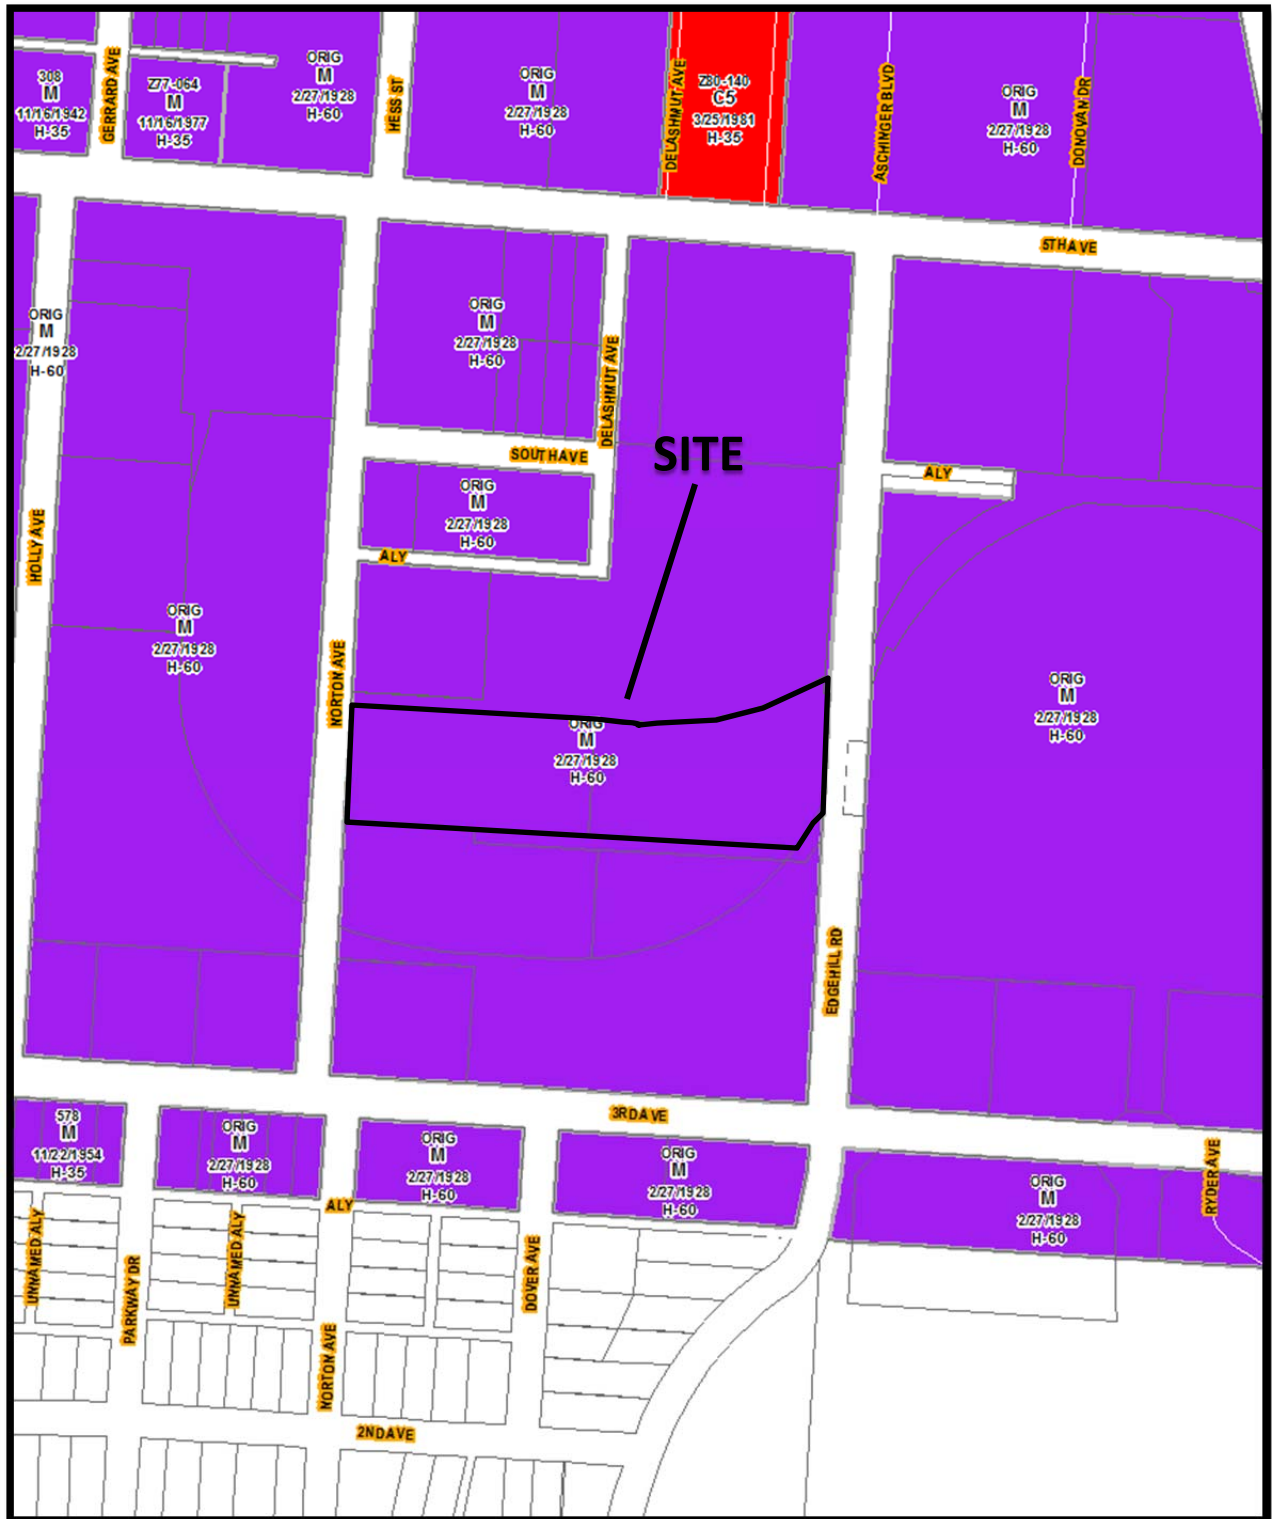 308
M
11/16/1942
H-35
GERRARD AVE
Z77-064
M
11/16/1977
H-35
ORIG
M
2/27/1928
H-60
HESS ST
ORIG
M
2/27/1928
H-60
DELASHMUT AVE
Z80-140
C5
3/25/1981
H-35
ASCHINGER BLVD
ORIG
M
2/27/1928
H-60
DONOVAN DR
5TH AVE
ORIG
M
2/27/1928
H-60
ORIG
M
2/27/1928
H-60
DELASHMUT AVE
SOUTH AVE
SITE
ALY
ORIG
M
2/27/1928
H-60
ALY
HOLLY AVE
ORIG
M
2/27/1928
H-60
NORTON AVE
ORIG
M
2/27/1928
H-60
ORIG
M
2/27/1928
H-60
EDGEHILL RD
3RD AVE
578
M
11/22/1954
H-35
ORIG
M
2/27/1928
H-60
ORIG
M
2/27/1928
H-60
ORIG
M
2/27/1928
H-60
ORIG
M
2/27/1928
H-60
RYDER AVE
ALY
UNNAMED ALY
PARKWAY DR
UNNAMED ALY
NORTON AVE
DOVER AVE
2ND AVE